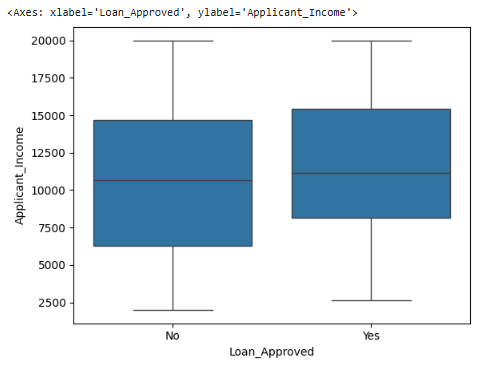 <Axes: xlabel='Loan_Approved', ylabel='Applicant_Income'>
20000
17500
15000
12500
10000
7500
5000
2500
Applicant_Income
No Yes
Loan_Approved